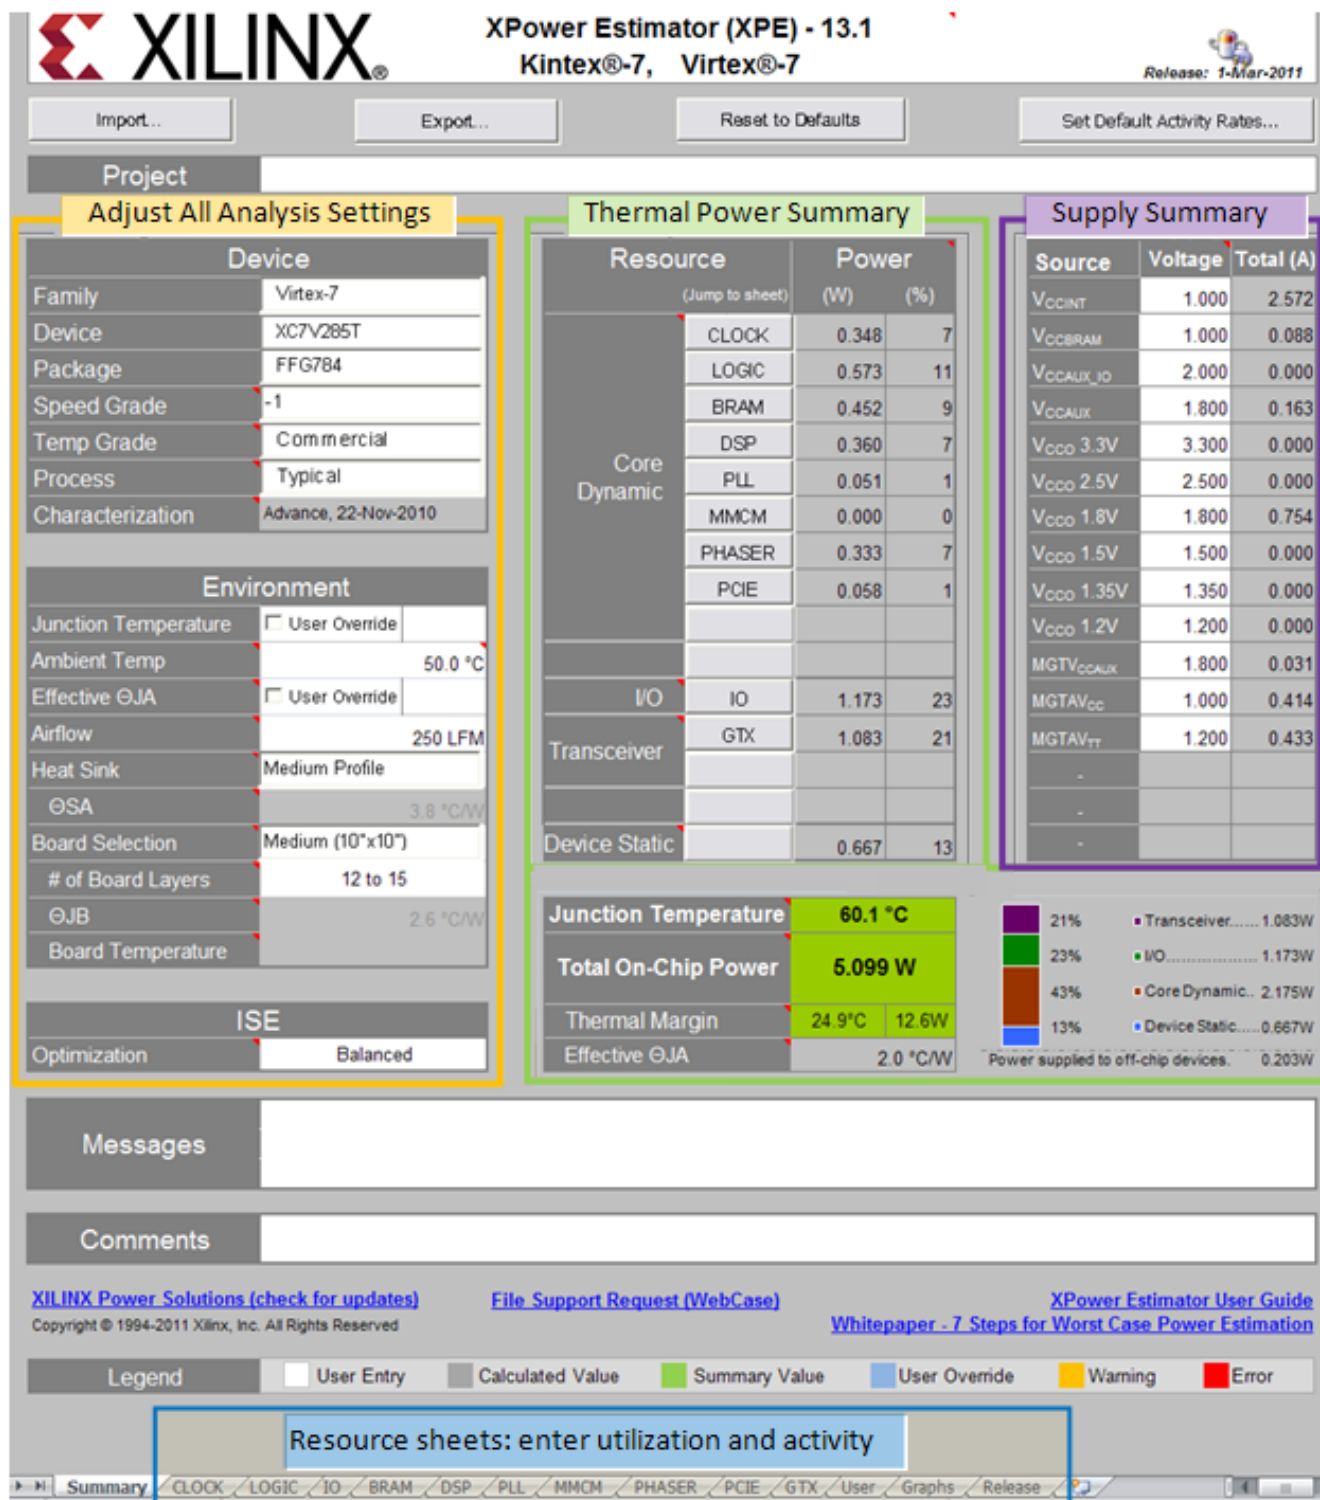 XILINX®
XPower Estimator (XPE) - 13.1
Kintex®-7, Virtex®-7
Release: 1-Mar-2011
Import... Export... Reset to Defaults Set Default Activity Rates...
Project
Adjust All Analysis Settings
Device
Family Virtex-7
Device XC7V285T
Package FFG784
Speed Grade -1
Temp Grade Commercial
Process Typical
Characterization Advance, 22-Nov-2010
Environment
Junction Temperature User Override
Ambient Temp 50.0 °C
Effective ΘJA User Override
Airflow 250 LFM
Heat Sink Medium Profile
ΘSA 3.8 °C/W
Board Selection Medium (10"x10")
# of Board Layers 12 to 15
ΘJB 2.6 °C/W
Board Temperature
ISE
Optimization Balanced
Thermal Power Summary
Resource Power
(Jump to sheet) (W) (%)
Core Dynamic
CLOCK 0.348 7
LOGIC 0.573 11
BRAM 0.452 9
DSP 0.360 7
PLL 0.051 1
MMCM 0.000 0
PHASER 0.333 7
PCIE 0.058 1
I/O IO 1.173 23
Transceiver GTX 1.083 21
Device Static 0.667 13
Junction Temperature 60.1 °C
Total On-Chip Power 5.099 W
Thermal Margin 24.9°C 12.6W
Effective ΘJA 2.0 °C/W
Supply Summary
Source Voltage Total (A)
VCCINT 1.000 2.572
VCCBRAM 1.000 0.088
VCCAUX_IO 2.000 0.000
VCCAUX 1.800 0.163
VCCO 3.3V 3.300 0.000
VCCO 2.5V 2.500 0.000
VCCO 1.8V 1.800 0.754
VCCO 1.5V 1.500 0.000
VCCO 1.35V 1.350 0.000
VCCO 1.2V 1.200 0.000
MGTVCCAUX 1.800 0.031
MGTAVCC 1.000 0.414
MGTAVTT 1.200 0.433
-
-
-
21% Transceiver...... 1.083W
23% I/O................... 1.173W
43% Core Dynamic.. 2.175W
13% Device Static..... 0.667W
Power supplied to off-chip devices. 0.203W
Messages
Comments
XILINX Power Solutions (check for updates) File Support Request (WebCase) XPower Estimator User Guide
Copyright © 1994-2011 Xilinx, Inc. All Rights Reserved Whitepaper - 7 Steps for Worst Case Power Estimation
Legend User Entry Calculated Value Summary Value User Override Warning Error
Resource sheets: enter utilization and activity
Summary CLOCK LOGIC IO BRAM DSP PLL MMCM PHASER PCIE GTX User Graphs Release